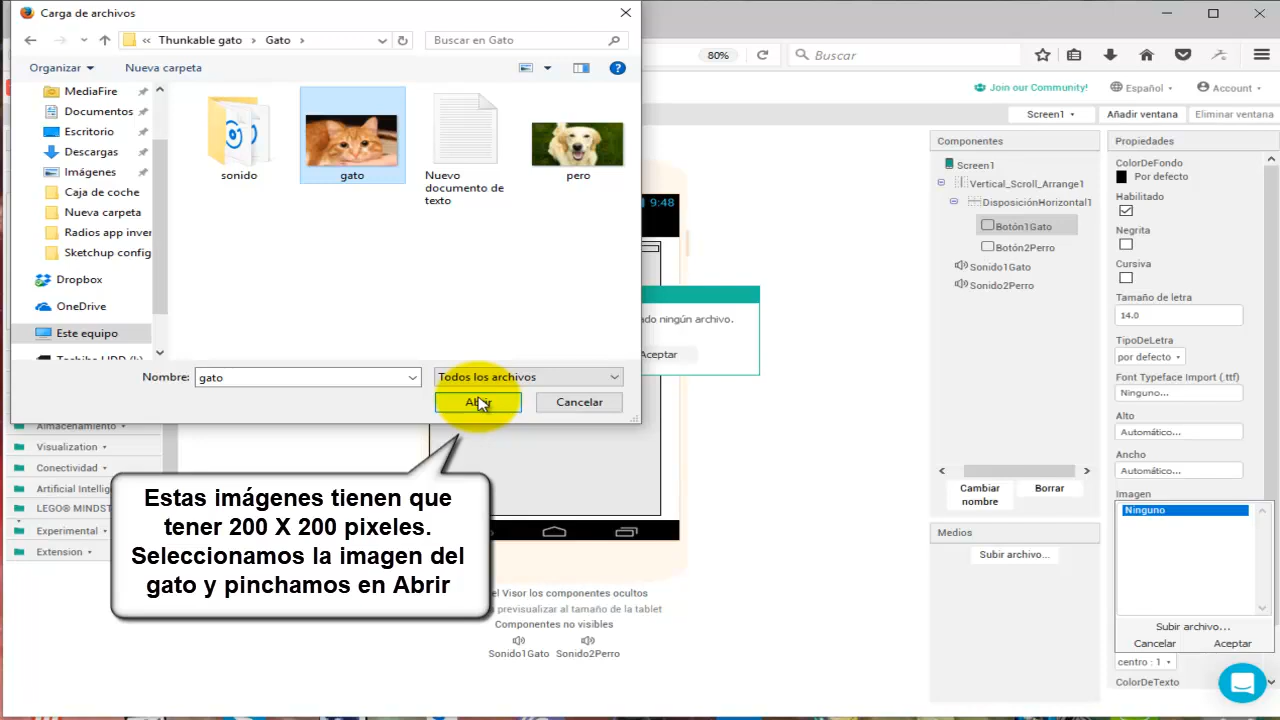 Carga de archivos
« Thunkable gato > Gato >
Buscar en Gato
Organizar
Nueva carpeta
MediaFire
Documentos
Escritorio
Descargas
Imágenes
Caja de coche
Nueva carpeta
Radios app inver
Sketchup config
Dropbox
OneDrive
Este equipo
sonido
gato
Nuevo
documento de
texto
pero
Nombre:
gato
Todos los archivos
Abrir
Cancelar
80%
Buscar
Join our Community!
Español
Account
Screen1
Añadir ventana
Eliminar ventana
9:48
ado ningún archivo.
Aceptar
Componentes
Screen1
Vertical_Scroll_Arrange1
DisposiciónHorizontal1
Botón1Gato
Botón2Perro
Sonido1Gato
Sonido2Perro
Cambiar
nombre
Borrar
Medios
Subir archivo...
Propiedades
ColorDeFondo
Por defecto
Habilitado
Negrita
Cursiva
Tamaño de letra
14.0
TipoDeLetra
por defecto
Font Typeface Import (.ttf)
Ninguno...
Alto
Automático...
Ancho
Automático...
Imagen
Ninguno
Subir archivo...
Cancelar
Aceptar
centro : 1
ColorDeTexto
Almacenamiento
Visualization
Conectividad
Artificial Intellig
LEGO® MINDST
Experimental
Extension
Estas imágenes tienen que
tener 200 X 200 pixeles.
Seleccionamos la imagen del
gato y pinchamos en Abrir
el Visor los componentes ocultos
previsualizar al tamaño de la tablet
Componentes no visibles
Sonido1Gato
Sonido2Perro